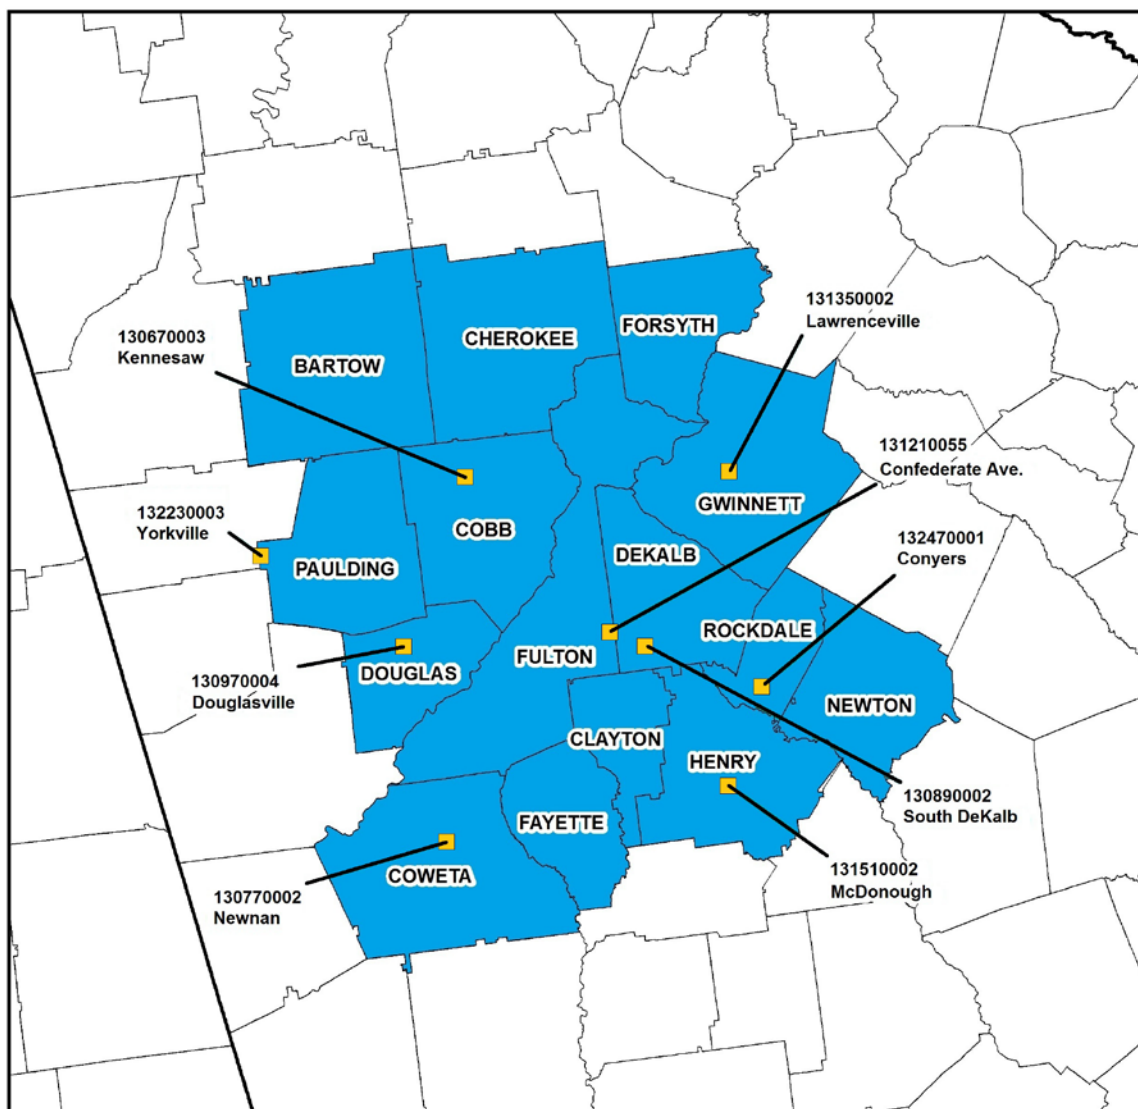 131350002
Lawrenceville
FORSYTH
130670003
Kennesaw
CHEROKEE
BARTOW
131210055
Confederate Ave.
GWINNETT
132230003
Yorkville
COBB
132470001
Conyers
DEKALB
PAULDING
ROCKDALE
FULTON
DOUGLAS
130970004
Douglasville
NEWTON
CLAYTON
HENRY
130890002
South DeKalb
FAYETTE
COWETA
131510002
McDonough
130770002
Newnan